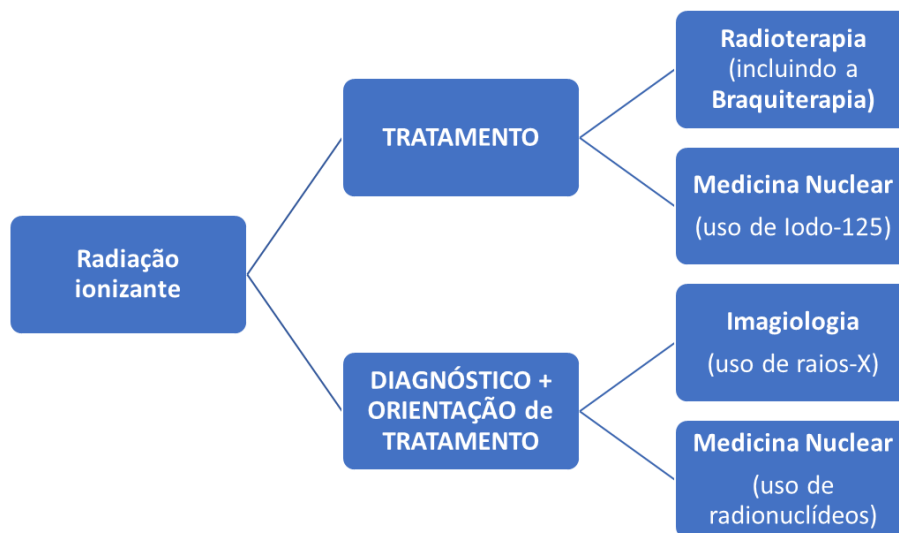 Radiação
ionizante
TRATAMENTO
Radioterapia
(incluindo a
Braquiterapia)
Medicina Nuclear
(uso de Iodo-125)
DIAGNÓSTICO +
ORIENTAÇÃO de
TRATAMENTO
Imagiologia
(uso de raios-X)
Medicina Nuclear
(uso de
radionuclídeos)